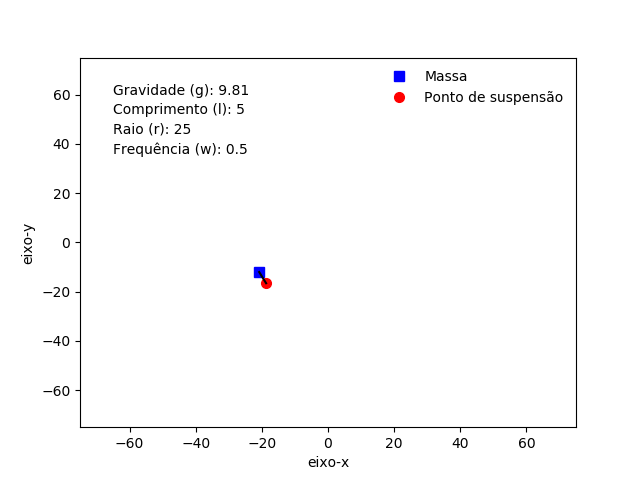 Gravidade (g): 9.81
Comprimento (l): 5
Raio (r): 25
Frequência (w): 0.5
Massa
Ponto de suspensão
eixo-y
60
40
20
0
−20
−40
−60
−60 −40 −20 0 20 40 60
eixo-x